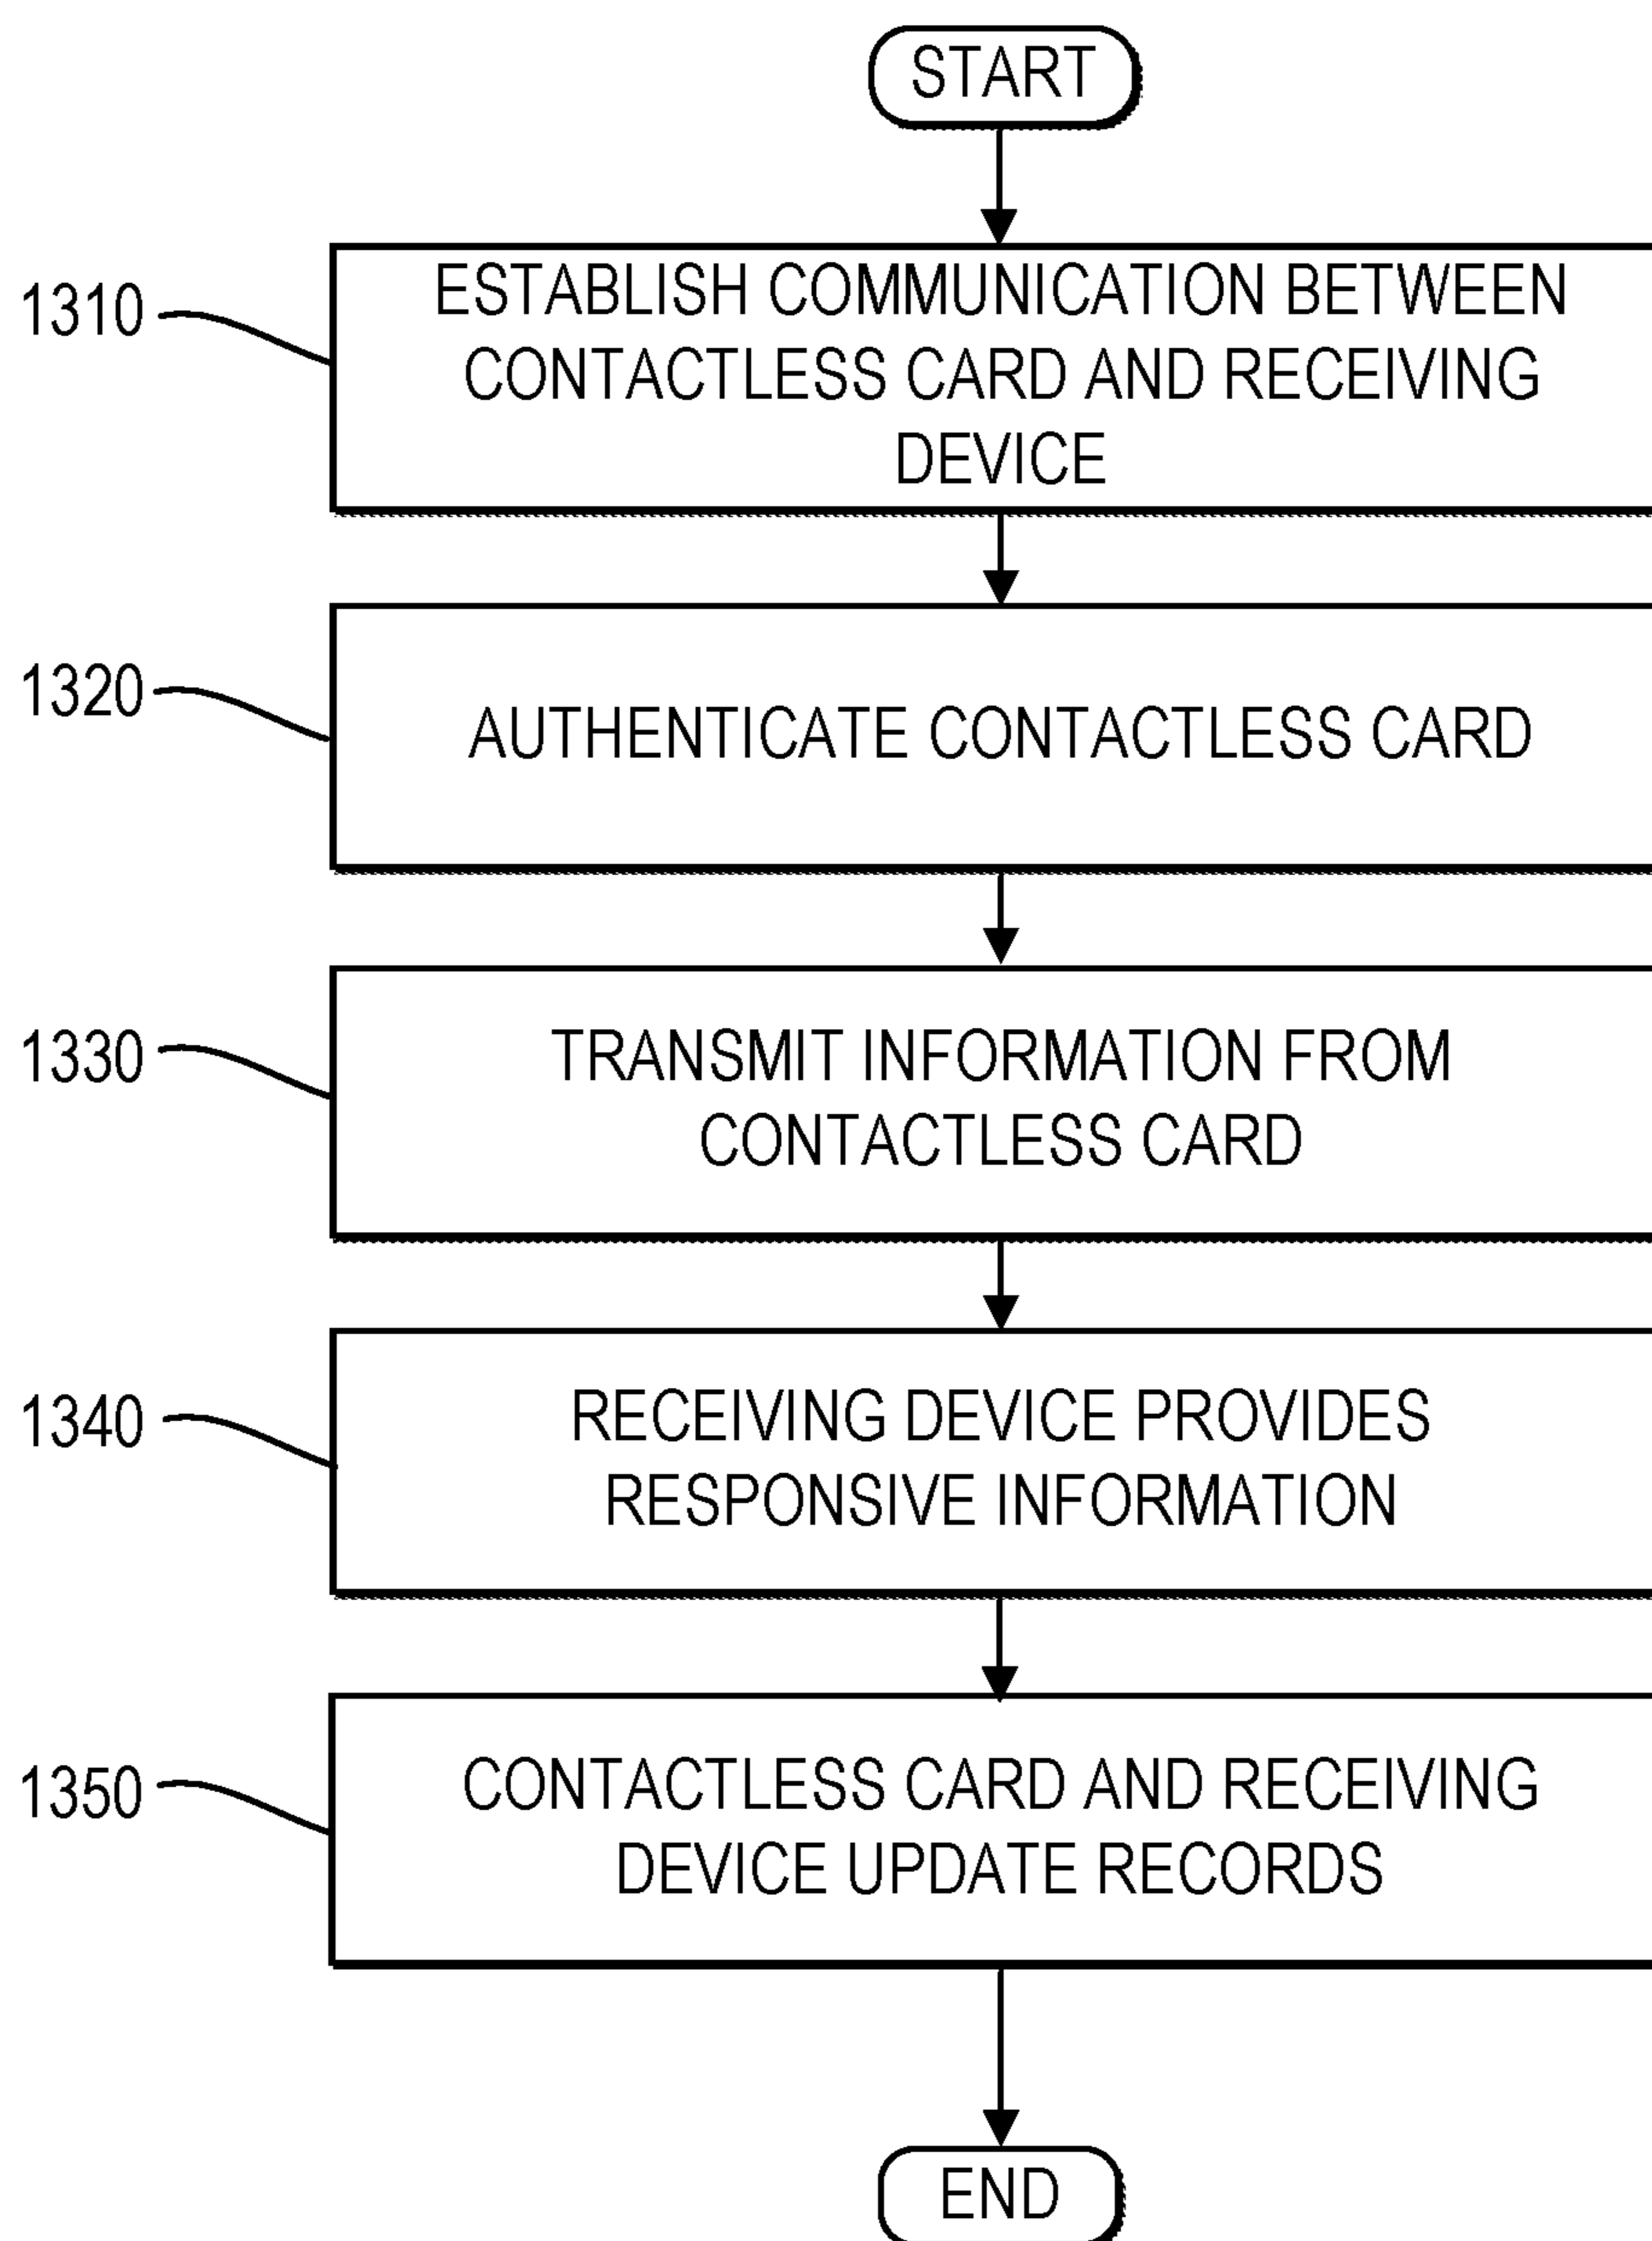 START
1310
ESTABLISH COMMUNICATION BETWEEN
CONTACTLESS CARD AND RECEIVING
DEVICE
1320
AUTHENTICATE CONTACTLESS CARD
1330
TRANSMIT INFORMATION FROM
CONTACTLESS CARD
1340
RECEIVING DEVICE PROVIDES
RESPONSIVE INFORMATION
1350
CONTACTLESS CARD AND RECEIVING
DEVICE UPDATE RECORDS
END